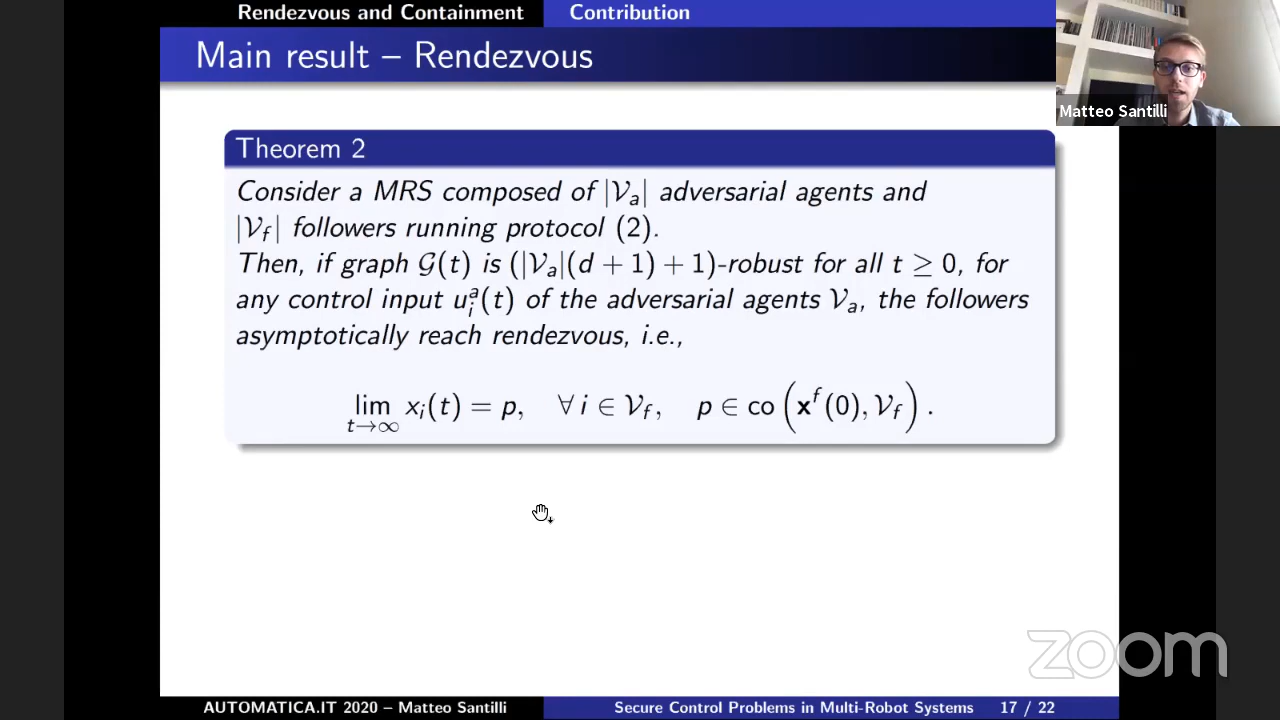 Rendezvous and Containment Contribution
Main result – Rendezvous
Matteo Santilli
Theorem 2
Consider a MRS composed of |𝒱ₐ| adversarial agents and
|𝒱_f| followers running protocol (2).
Then, if graph 𝒢(t) is (|𝒱ₐ|(d + 1) + 1)-robust for all t ≥ 0, for
any control input uᵢᵃ(t) of the adversarial agents 𝒱ₐ, the followers
asymptotically reach rendezvous, i.e.,
lim xᵢ(t) = p, ∀ i ∈ 𝒱_f, p ∈ co(𝐱ᶠ(0), 𝒱_f).
t→∞
zoom
AUTOMATICA.IT 2020 – Matteo Santilli Secure Control Problems in Multi-Robot Systems 17 / 22